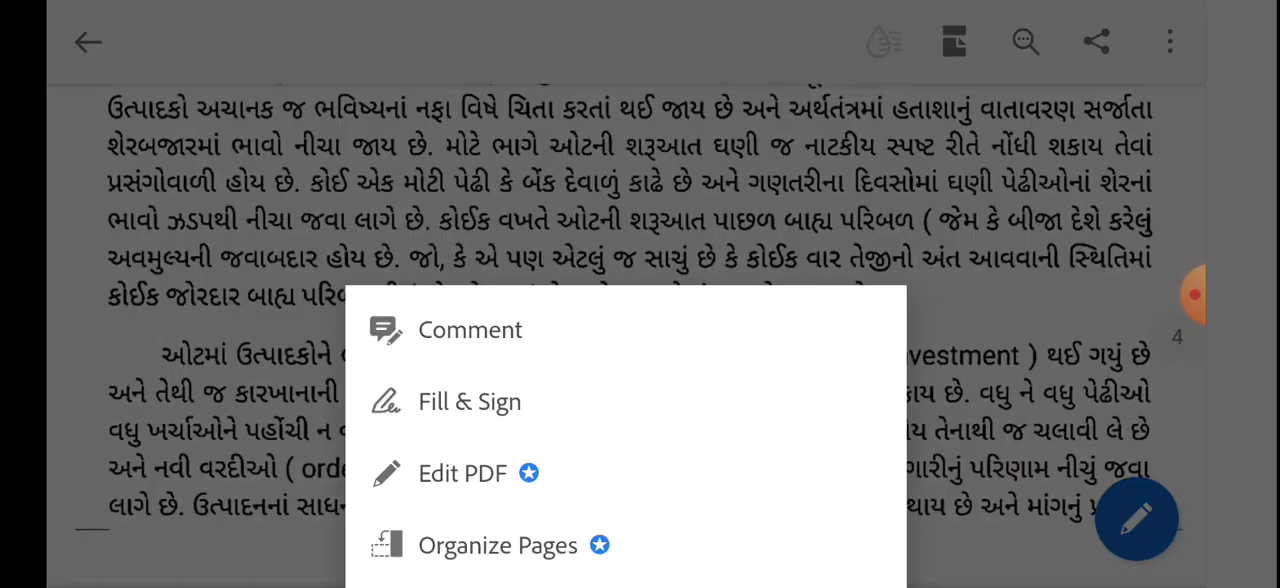 ઉત્પાદકો અચાનક જ ભવિષ્યનાં નફા વિષે ચિતા કરતાં થઈ જાય છે અને અર્થતંત્રમાં હતાશાનું વાતાવરણ સર્જાતા
શેરબજારમાં ભાવો નીચા જાય છે. મોટે ભાગે ઓટની શરૂઆત ઘણી જ નાટકીય સ્પષ્ટ રીતે નોંધી શકાય તેવાં
પ્રસંગોવાળી હોય છે. કોઈ એક મોટી પેઢી કે બેંક દેવાળું કાઢે છે અને ગણતરીના દિવસોમાં ઘણી પેઢીઓનાં શેરનાં
ભાવો ઝડપથી નીચા જવા લાગે છે. કોઈક વખતે ઓટની શરૂઆત પાછળ બાહ્ય પરિબળ ( જેમ કે બીજા દેશે કરેલું
અવમુલ્યની જવાબદાર હોય છે. જો, કે એ પણ એટલું જ સાચું છે કે કોઈક વાર તેજીનો અંત આવવાની સ્થિતિમાં
કોઈક જોરદાર બાહ્ય
Comment
4
ઓટમાં ઉત્પાદકોને nvestment ) થઈ ગયું છે
અને તેથી જ કારખાનાની છે. વધુ ને વધુ પેઢીઓ
Fill & Sign
વધુ ખર્ચાઓને પહોંચી ન તેનાથી જ ચલાવી લે છે
અને નવી વરદીઓ ( પરિણામ નીચું જવા
Edit PDF
લાગે છે. ઉત્પાદનનાં થાય છે અને માંગનું
Organize Pages